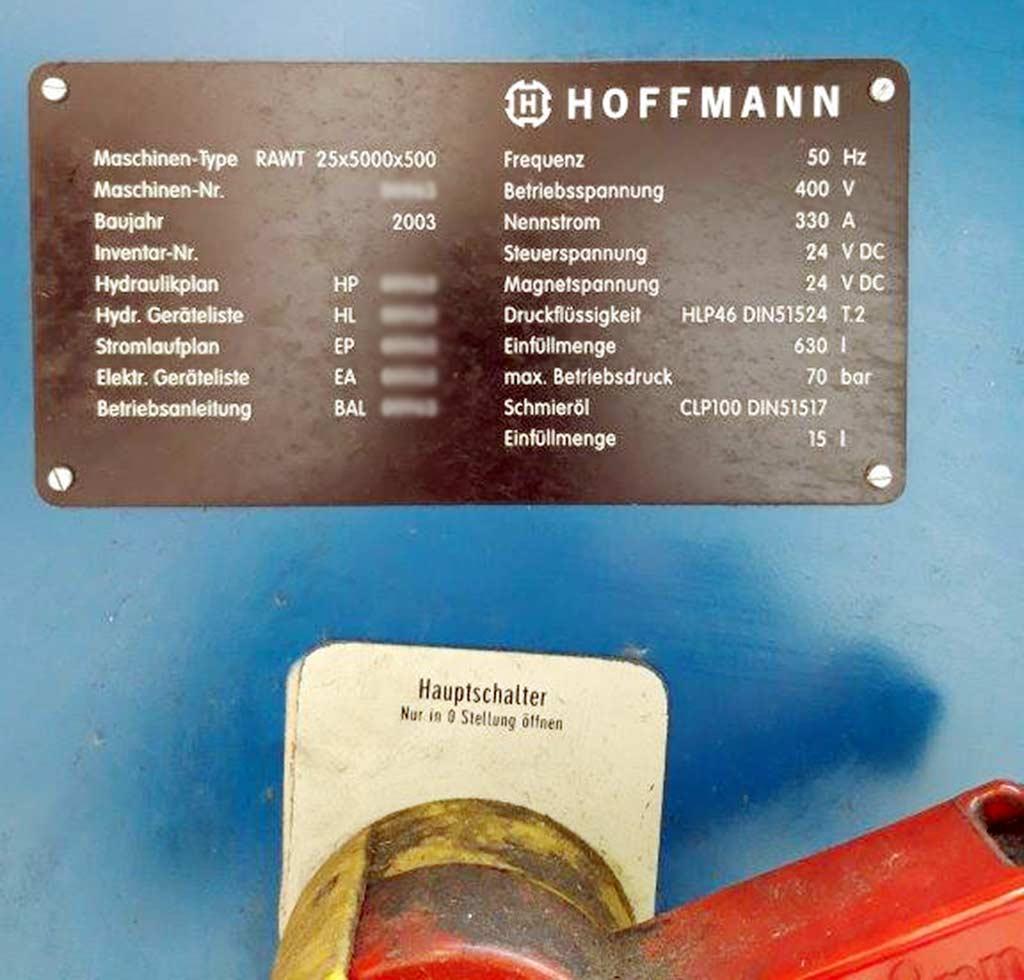 HOFFMANN
Maschinen-Type RAWT 25x5000x500
Maschinen-Nr.
Baujahr 2003
Inventar-Nr.
Hydraulikplan HP
Hydr. Geräteliste HL
Stromlaufplan EP
Elektr. Geräteliste EA
Betriebsanleitung BAL
Frequenz 50 Hz
Betriebsspannung 400 V
Nennstrom 330 A
Steuerspannung 24 V DC
Magnetspannung 24 V DC
Druckflüssigkeit HLP46 DIN51524 T.2
Einfüllmenge 630 l
max. Betriebsdruck 70 bar
Schmieröl CLP100 DIN51517
Einfüllmenge 15 l
Hauptschalter
Nur in 0 Stellung öffnen